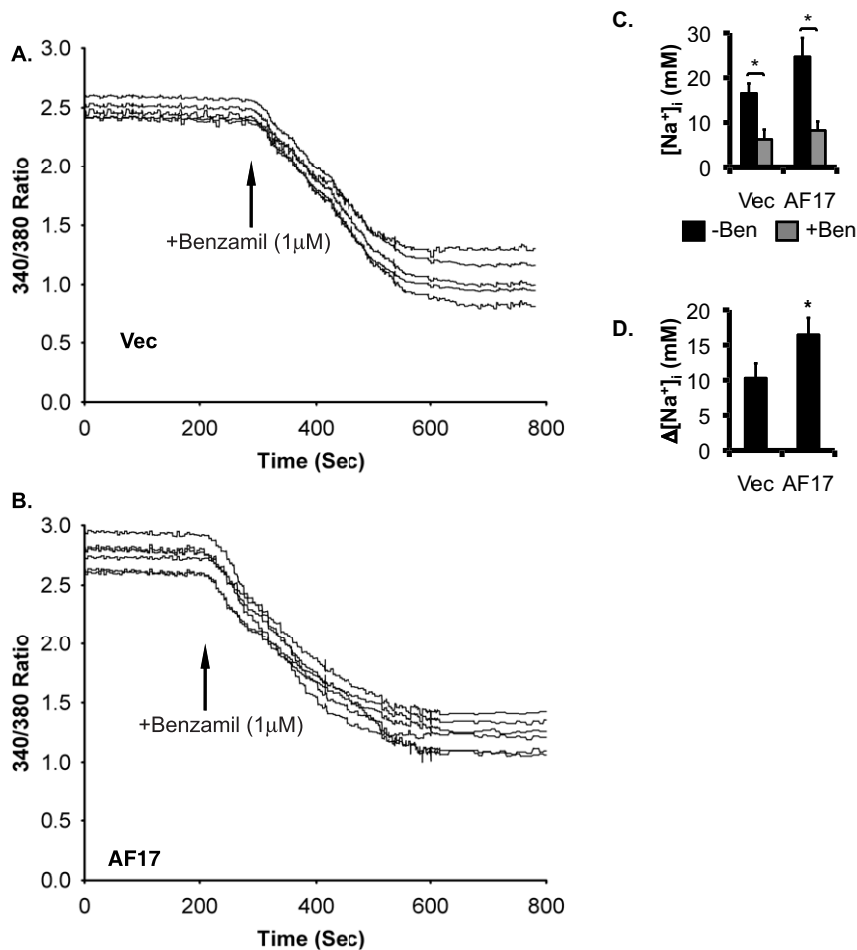 A.
3.0
2.5
2.0
1.5
1.0
0.5
0.0
340/380 Ratio
+Benzamil (1µM)
Vec
0 200 400 600 800
Time (Sec)
B.
3.0
2.5
2.0
1.5
1.0
0.5
0.0
340/380 Ratio
+Benzamil (1µM)
AF17
0 200 400 600 800
Time (Sec)
C.
[Na⁺]ᵢ (mM)
30
20
10
0
* *
Vec AF17
-Ben +Ben
D.
Δ[Na⁺]ᵢ (mM)
20
15
10
5
0
*
Vec AF17